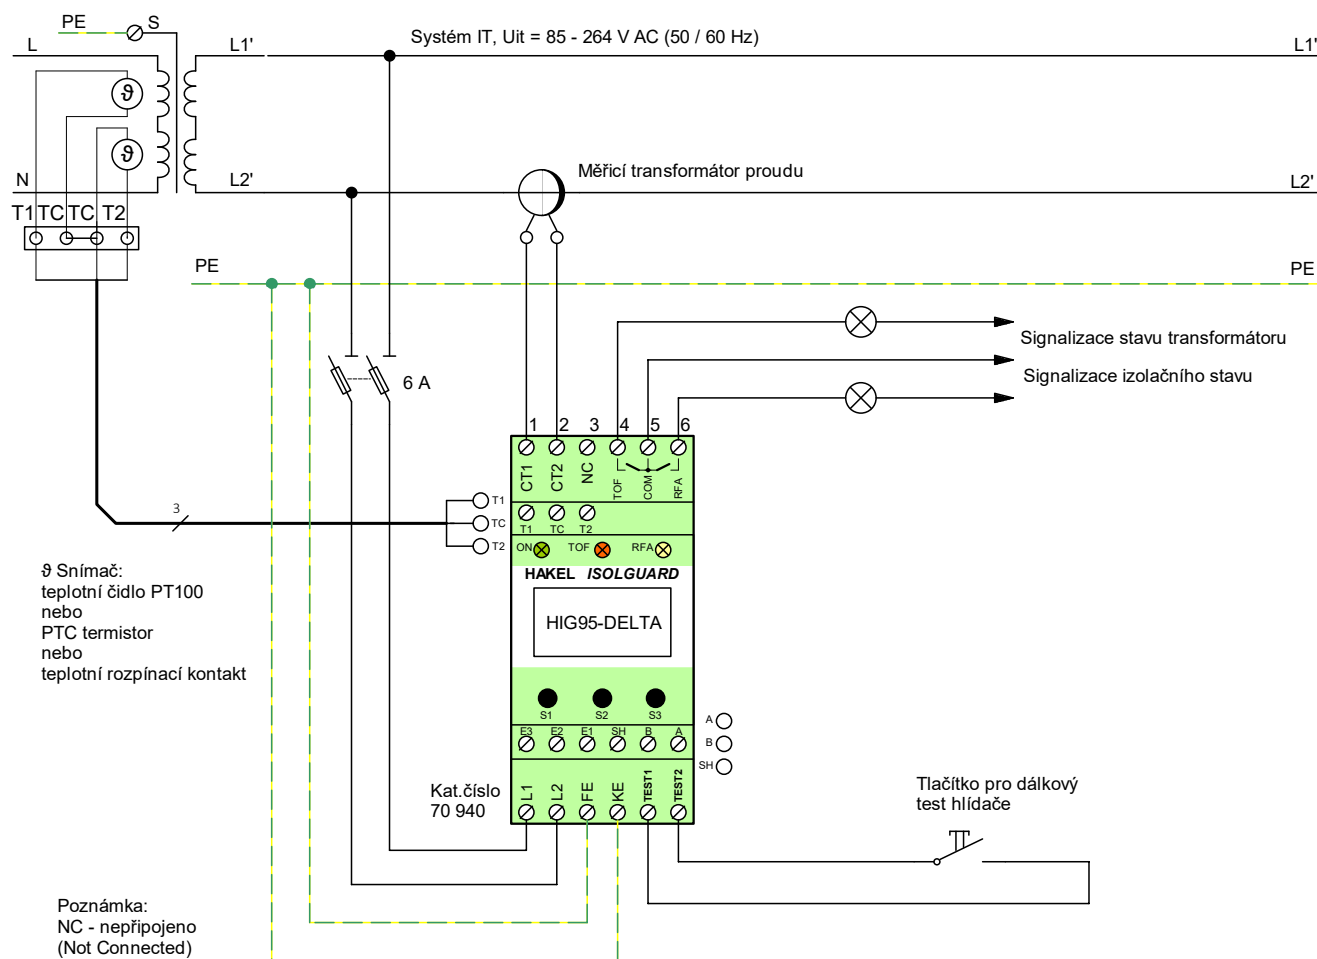 PE
S
L
L1'
Systém IT, Uit = 85 - 264 V AC (50 / 60 Hz)
L1'
ϑ
ϑ
N
L2'
Měřicí transformátor proudu
L2'
T1 TC TC T2
PE
PE
Signalizace stavu transformátoru
6 A
Signalizace izolačního stavu
1 2 3 4 5 6
CT1 CT2 NC TOF COM RFA
3
T1
TC
T2
T1 TC T2
ON TOF RFA
HAKEL ISOLGUARD
HIG95-DELTA
ϑ Snímač:
teplotní čidlo PT100
nebo
PTC termistor
nebo
teplotní rozpínací kontakt
S1 S2 S3
E3 E2 E1 SH B A
A
B
SH
Kat.číslo
70 940
L1 L2 FE KE TEST1 TEST2
Tlačítko pro dálkový
test hlídače
Poznámka:
NC - nepřipojeno
(Not Connected)